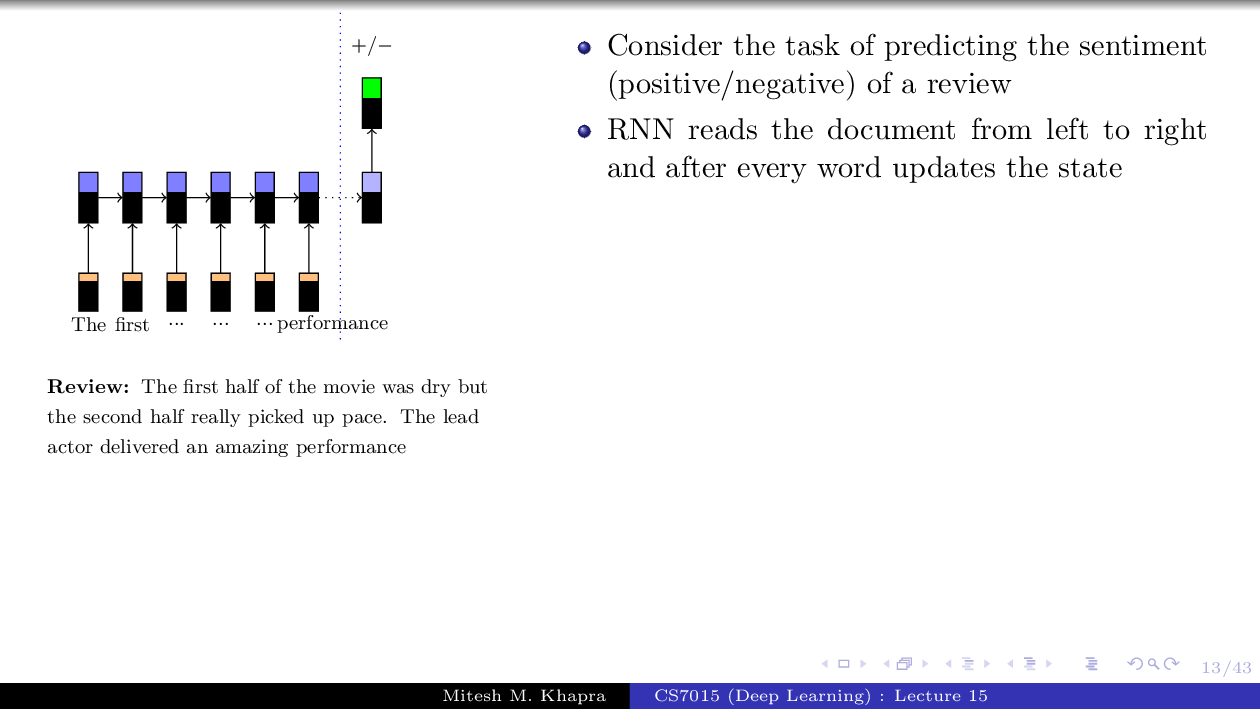 +/−
The first ... ... ... performance
Review: The first half of the movie was dry but
the second half really picked up pace. The lead
actor delivered an amazing performance
Consider the task of predicting the sentiment
(positive/negative) of a review
RNN reads the document from left to right
and after every word updates the state
13/43
Mitesh M. Khapra
CS7015 (Deep Learning) : Lecture 15